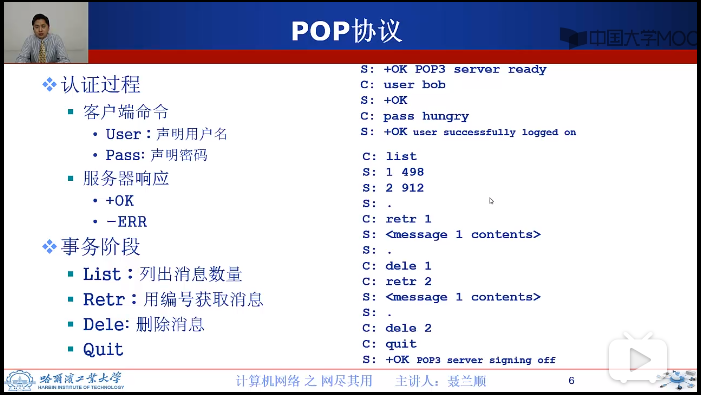 POP协议
中国大学MOO
认证过程
客户端命令
User：声明用户名
Pass: 声明密码
服务器响应
+OK
-ERR
事务阶段
List：列出消息数量
Retr：用编号获取消息
Dele: 删除消息
Quit
S: +OK POP3 server ready
C: user bob
S: +OK
C: pass hungry
S: +OK user successfully logged on
C: list
S: 1 498
S: 2 912
S: .
C: retr 1
S: <message 1 contents>
S: .
C: dele 1
C: retr 2
S: <message 1 contents>
S: .
C: dele 2
C: quit
S: +OK POP3 server signing off
哈尔滨工业大学
HARBIN INSTITUTE OF TECHNOLOGY
计算机网络 之 网尽其用 主讲人：聂兰顺
6